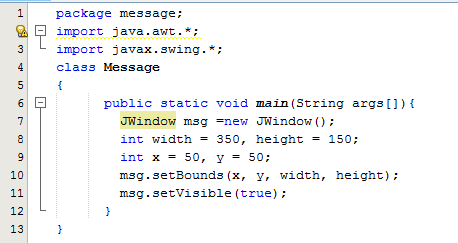 1 package message;
import java.awt.*;
3 import javax.swing.*;
4 class Message
5 {
6 public static void main(String args[]){
7 JWindow msg =new JWindow();
8 int width = 350, height = 150;
9 int x = 50, y = 50;
10 msg.setBounds(x, y, width, height);
11 msg.setVisible(true);
12 }
13 }